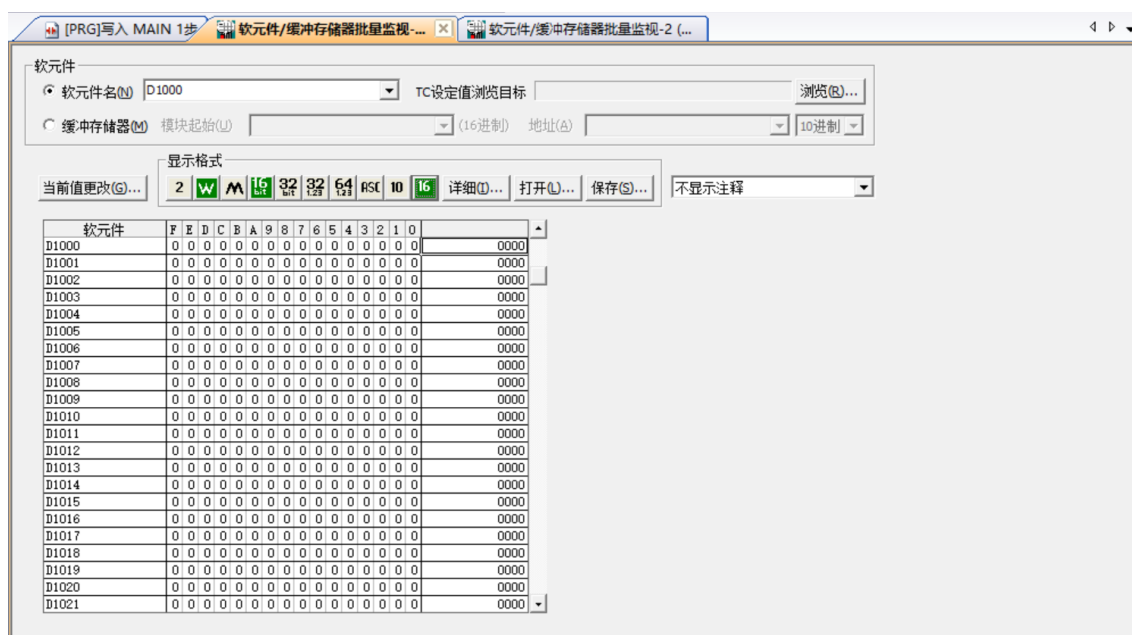 [PRG]写入 MAIN 1步 软元件/缓冲存储器批量监视-... 软元件/缓冲存储器批量监视-2 (...
软元件
软元件名(N) D1000 TC设定值浏览目标 浏览(R)...
缓冲存储器(M) 模块起始(U) (16进制) 地址(A) 10进制
显示格式
当前值更改(G)... 2 W M 16 bit 32 bit 32 1.23 64 1.23 ASC 10 16 详细(I)... 打开(L)... 保存(S)... 不显示注释
软元件 F E D C B A 9 8 7 6 5 4 3 2 1 0
D1000 0 0 0 0 0 0 0 0 0 0 0 0 0 0 0 0 0000
D1001 0 0 0 0 0 0 0 0 0 0 0 0 0 0 0 0 0000
D1002 0 0 0 0 0 0 0 0 0 0 0 0 0 0 0 0 0000
D1003 0 0 0 0 0 0 0 0 0 0 0 0 0 0 0 0 0000
D1004 0 0 0 0 0 0 0 0 0 0 0 0 0 0 0 0 0000
D1005 0 0 0 0 0 0 0 0 0 0 0 0 0 0 0 0 0000
D1006 0 0 0 0 0 0 0 0 0 0 0 0 0 0 0 0 0000
D1007 0 0 0 0 0 0 0 0 0 0 0 0 0 0 0 0 0000
D1008 0 0 0 0 0 0 0 0 0 0 0 0 0 0 0 0 0000
D1009 0 0 0 0 0 0 0 0 0 0 0 0 0 0 0 0 0000
D1010 0 0 0 0 0 0 0 0 0 0 0 0 0 0 0 0 0000
D1011 0 0 0 0 0 0 0 0 0 0 0 0 0 0 0 0 0000
D1012 0 0 0 0 0 0 0 0 0 0 0 0 0 0 0 0 0000
D1013 0 0 0 0 0 0 0 0 0 0 0 0 0 0 0 0 0000
D1014 0 0 0 0 0 0 0 0 0 0 0 0 0 0 0 0 0000
D1015 0 0 0 0 0 0 0 0 0 0 0 0 0 0 0 0 0000
D1016 0 0 0 0 0 0 0 0 0 0 0 0 0 0 0 0 0000
D1017 0 0 0 0 0 0 0 0 0 0 0 0 0 0 0 0 0000
D1018 0 0 0 0 0 0 0 0 0 0 0 0 0 0 0 0 0000
D1019 0 0 0 0 0 0 0 0 0 0 0 0 0 0 0 0 0000
D1020 0 0 0 0 0 0 0 0 0 0 0 0 0 0 0 0 0000
D1021 0 0 0 0 0 0 0 0 0 0 0 0 0 0 0 0 0000